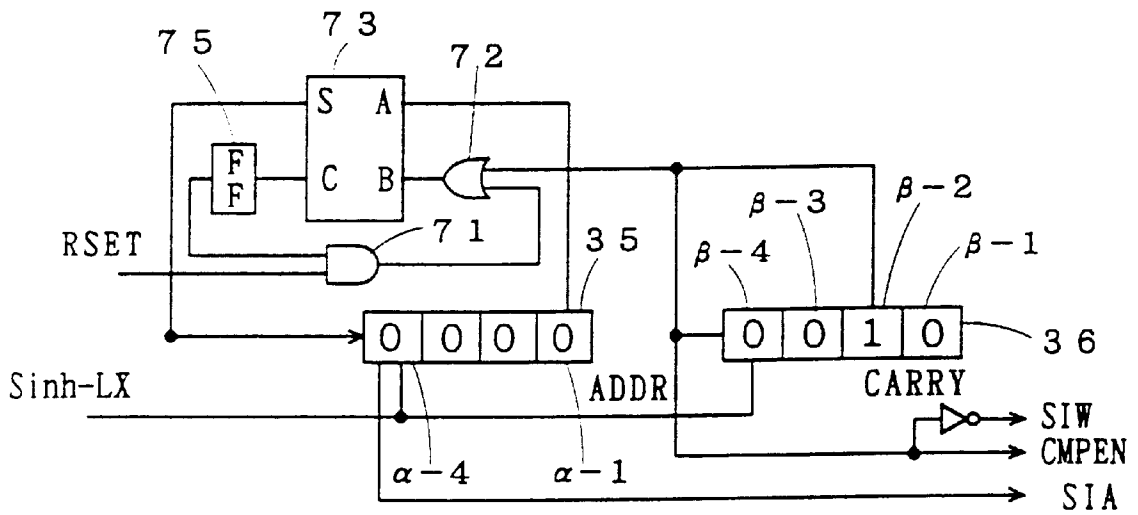 73
75
72
S A
F
F
C B
β-2
β-3
71
RSET
35
β-4
β-1
0 0 0 0
0 0 1 0
36
Sinh-LX
ADDR
CARRY
SIW
α-4
α-1
CMPEN
SIA